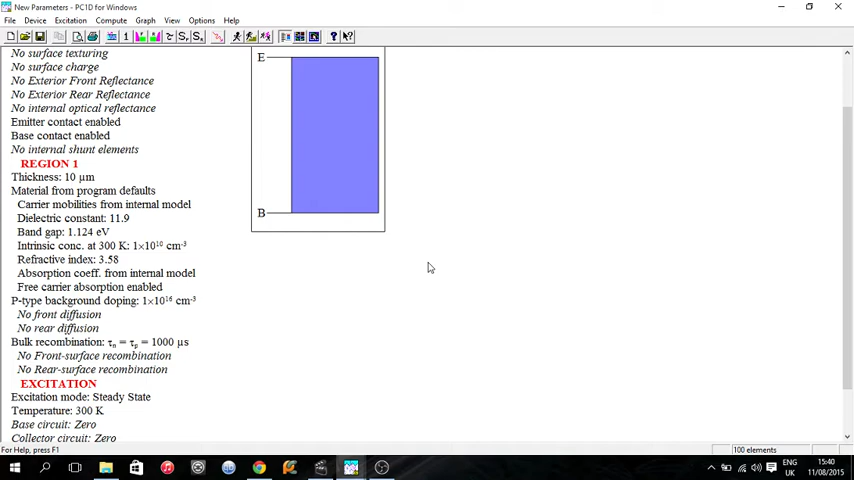 New Parameters - PC1D for Windows
File Device Excitation Compute Graph View Options Help
No surface texturing
No surface charge
No Exterior Front Reflectance
No Exterior Rear Reflectance
No internal optical reflectance
Emitter contact enabled
Base contact enabled
No internal shunt elements
REGION 1
Thickness: 10 µm
Material from program defaults
Carrier mobilities from internal model
Dielectric constant: 11.9
Band gap: 1.124 eV
Intrinsic conc. at 300 K: 1×10¹⁰ cm⁻³
Refractive index: 3.58
Absorption coeff. from internal model
Free carrier absorption enabled
P-type background doping: 1×10¹⁶ cm⁻³
No front diffusion
No rear diffusion
Bulk recombination: τₙ = τₚ = 1000 µs
No Front-surface recombination
No Rear-surface recombination
EXCITATION
Excitation mode: Steady State
Temperature: 300 K
Base circuit: Zero
Collector circuit: Zero
E
B
For Help, press F1
100 elements
ENG
UK
15:40
11/08/2015